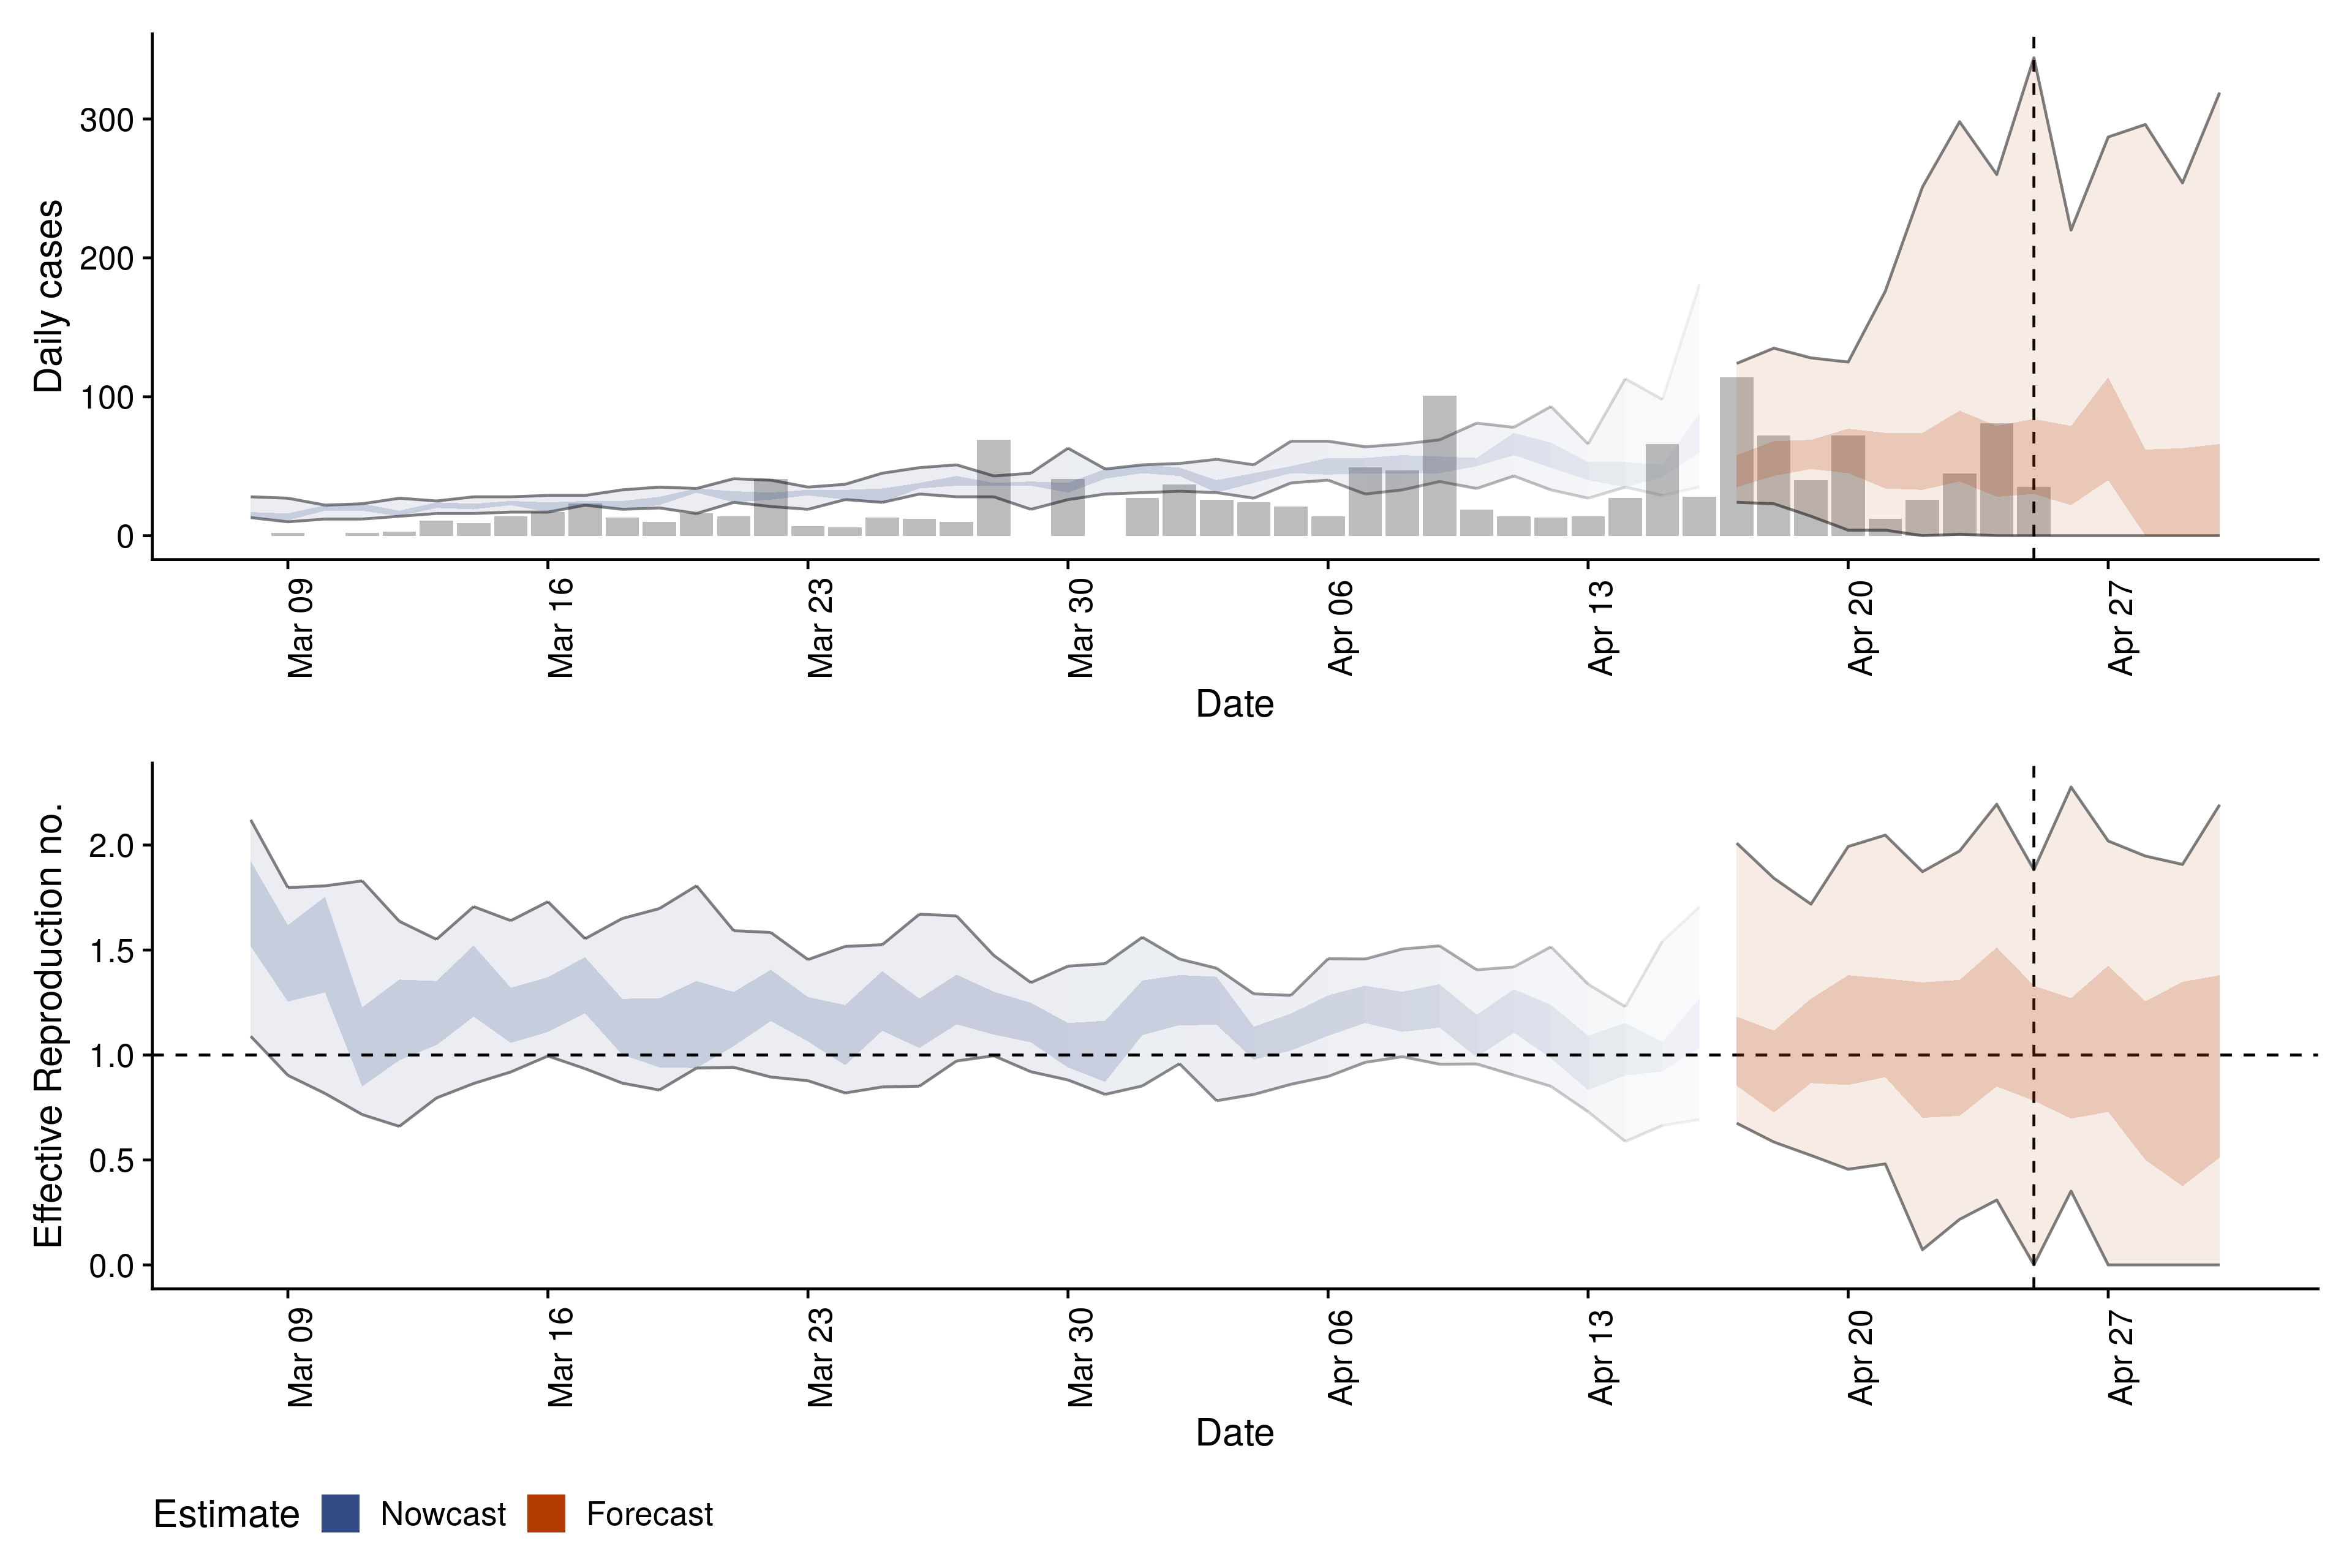 Daily cases
300
200
100
0
Mar 09
Mar 16
Mar 23
Mar 30
Apr 06
Apr 13
Apr 20
Apr 27
Date
Effective Reproduction no.
2.0
1.5
1.0
0.5
0.0
Mar 09
Mar 16
Mar 23
Mar 30
Apr 06
Apr 13
Apr 20
Apr 27
Date
Estimate Nowcast Forecast